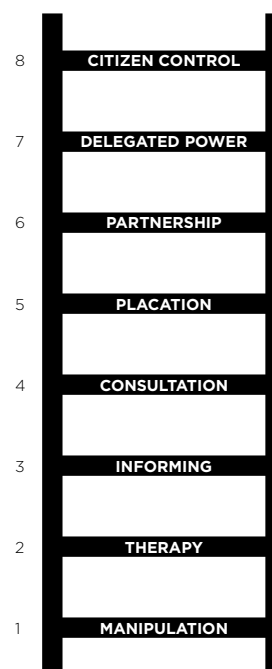 8 CITIZEN CONTROL
7 DELEGATED POWER
6 PARTNERSHIP
5 PLACATION
4 CONSULTATION
3 INFORMING
2 THERAPY
1 MANIPULATION